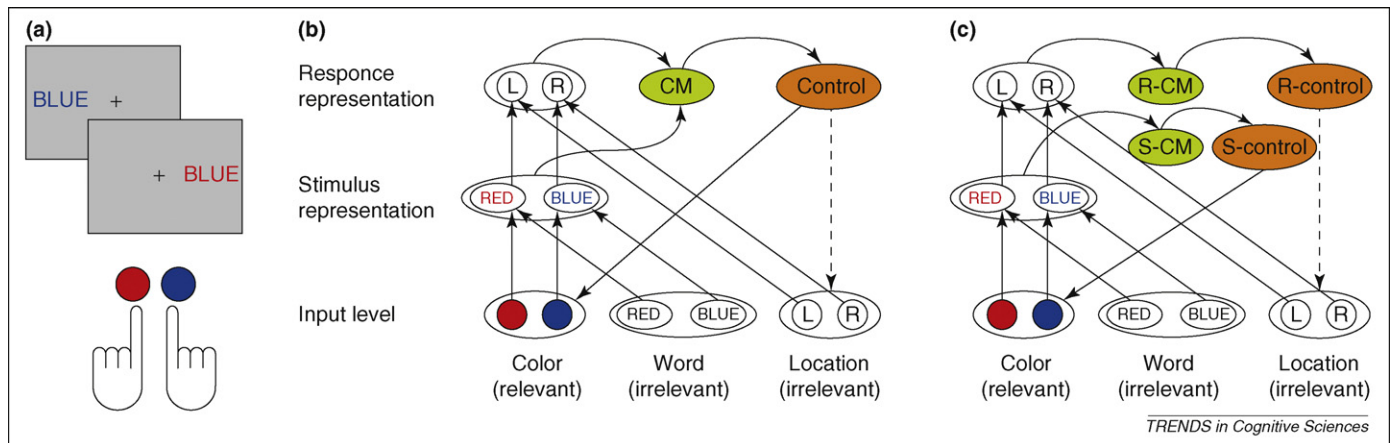 (a)
BLUE +
+ BLUE
(b)
Responce
representation
L R
CM
Control
Stimulus
representation
RED BLUE
Input level
RED BLUE
L R
Color
(relevant)
Word
(irrelevant)
Location
(irrelevant)
(c)
L R
R-CM
R-control
S-CM
S-control
RED BLUE
RED BLUE
L R
Color
(relevant)
Word
(irrelevant)
Location
(irrelevant)
TRENDS in Cognitive Sciences